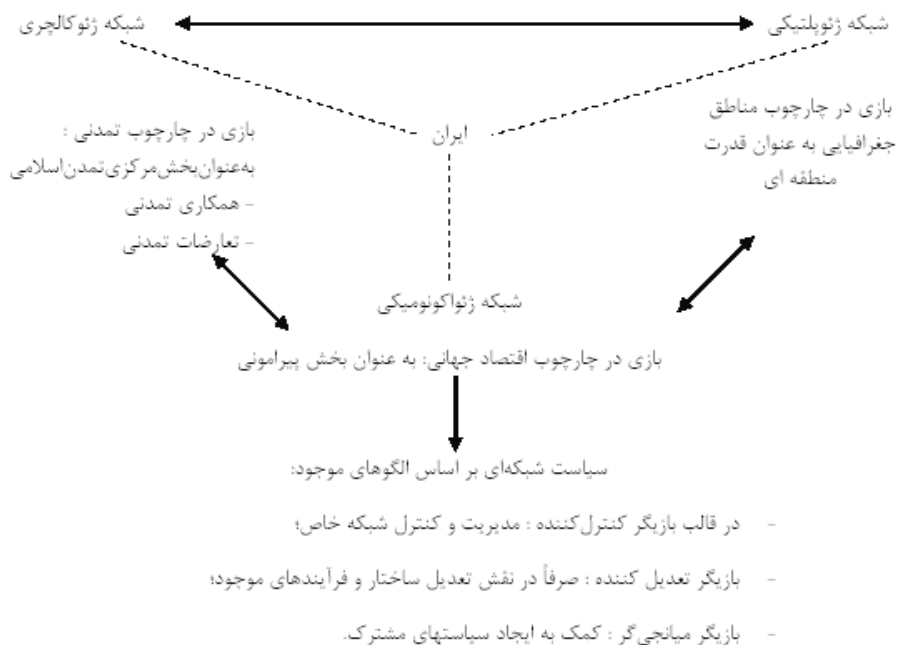 شبکه ژئوپلتیکی
شبکه ژئوکالچری
بازی در چارچوب مناطق
جغرافیایی به عنوان قدرت
منطقه ای
ایران
بازی در چارچوب تمدنی :
به‌عنوان‌بخش‌مرکزی‌تمدن‌اسلامی
- همکاری تمدنی
- تعارضات تمدنی
شبکه ژئواکونومیکی
بازی در چارچوب اقتصاد جهانی: به عنوان بخش پیرامونی
سیاست شبکه‌ای بر اساس الگوهای موجود:
- در قالب بازیگر کنترل‌کننده : مدیریت و کنترل شبکه خاص؛
- بازیگر تعدیل کننده : صرفاً در نقش تعدیل ساختار و فرآیندهای موجود؛
- بازیگر میانجی‌گر : کمک به ایجاد سیاستهای مشترک.